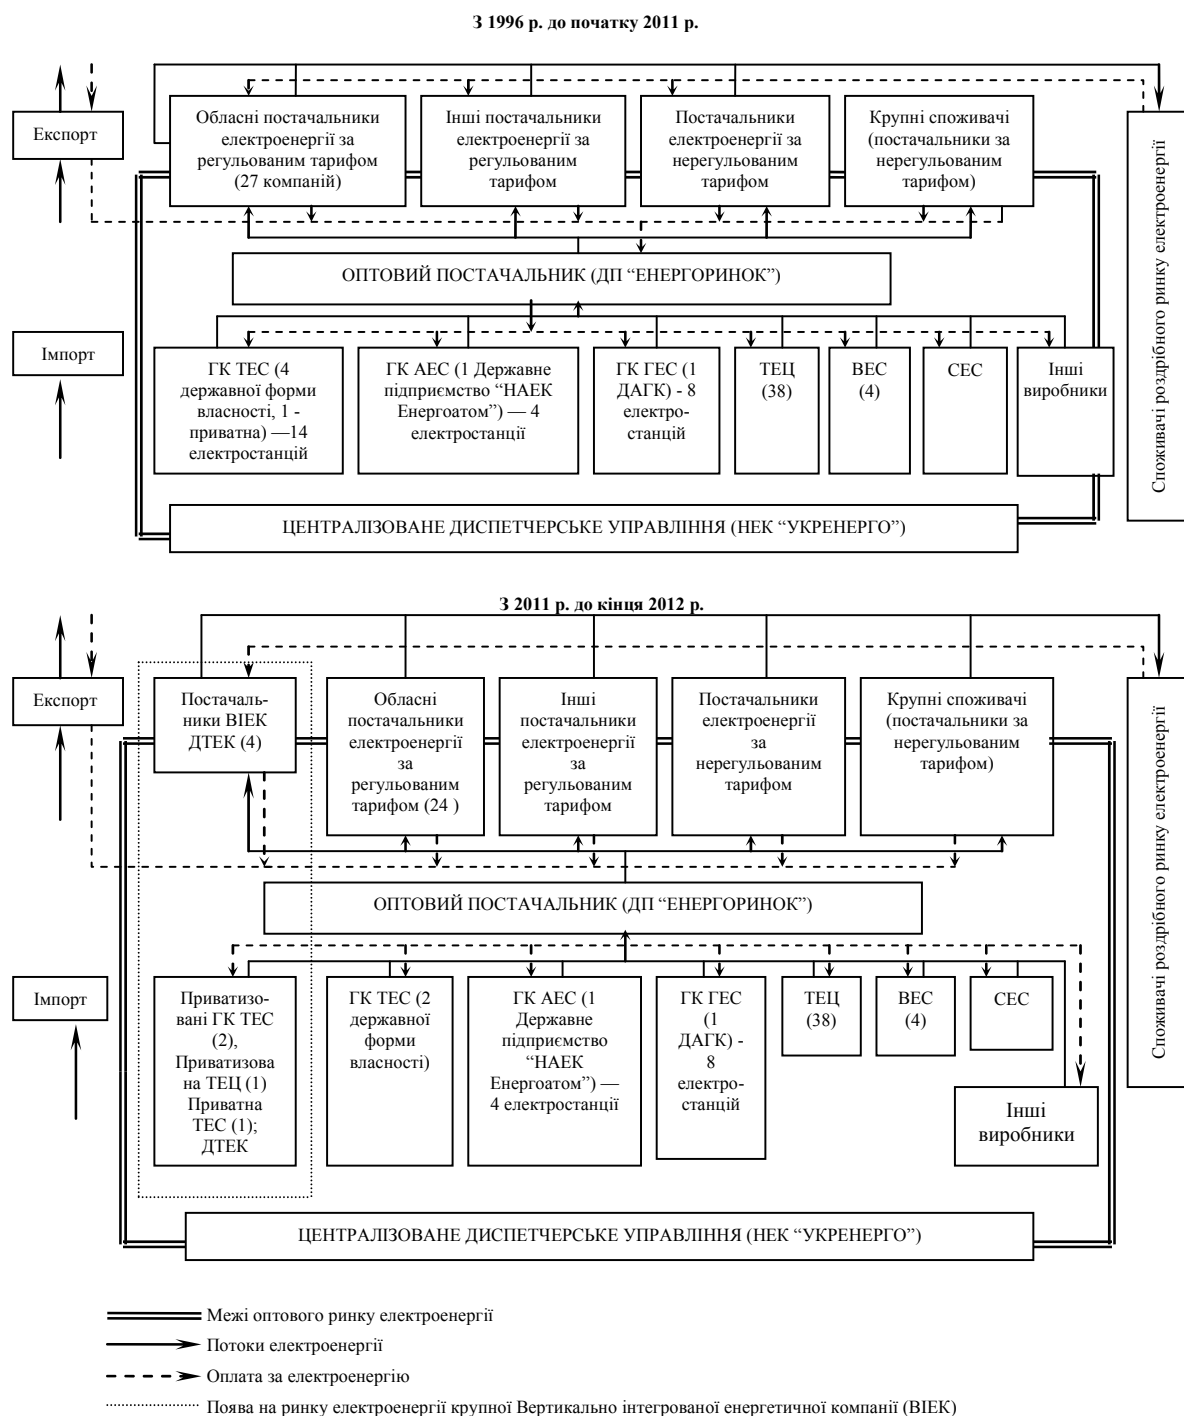 З 1996 р. до початку 2011 р.
Експорт
Обласні постачальники
електроенергії за
регульованим тарифом
(27 компаній)
Інші постачальники
електроенергії за
регульованим
тарифом
Постачальники
електроенергії за
нерегульованим
тарифом
Крупні споживачі
(постачальники за
нерегульованим
тарифом)
Споживачі роздрібного ринку електроенергії
ОПТОВИЙ ПОСТАЧАЛЬНИК (ДП “ЕНЕРГОРИНОК”)
Імпорт
ГК ТЕС (4
державної форми
власності, 1 -
приватна) —14
електростанцій
ГК АЕС (1 Державне
підприємство “НАЕК
Енергоатом”) — 4
електростанції
ГК ГЕС (1
ДАГК) - 8
електро-
станцій
ТЕЦ
(38)
ВЕС
(4)
СЕС
Інші
виробники
ЦЕНТРАЛІЗОВАНЕ ДИСПЕТЧЕРСЬКЕ УПРАВЛІННЯ (НЕК “УКРЕНЕРГО”)
З 2011 р. до кінця 2012 р.
Експорт
Постачаль-
ники ВІЕК
ДТЕК (4)
Обласні
постачальники
електроенергії
за
регульованим
тарифом (24 )
Інші
постачальники
електроенергії
за
регульованим
тарифом
Постачальники
електроенергії
за
нерегульованим
тарифом
Крупні споживачі
(постачальники за
нерегульованим
тарифом)
Споживачі роздрібного ринку електроенергії
ОПТОВИЙ ПОСТАЧАЛЬНИК (ДП “ЕНЕРГОРИНОК”)
Імпорт
Приватизо-
вані ГК ТЕС
(2),
Приватизова
на ТЕЦ (1)
Приватна
ТЕС (1);
ДТЕК
ГК ТЕС (2
державної
форми
власності)
ГК АЕС (1
Державне
підприємство
“НАЕК
Енергоатом”) —
4 електростанції
ГК ГЕС
(1
ДАГК) -
8
електро-
станцій
ТЕЦ
(38)
ВЕС
(4)
СЕС
Інші
виробники
ЦЕНТРАЛІЗОВАНЕ ДИСПЕТЧЕРСЬКЕ УПРАВЛІННЯ (НЕК “УКРЕНЕРГО”)
Межі оптового ринку електроенергії
Потоки електроенергії
Оплата за електроенергію
Поява на ринку електроенергії крупної Вертикально інтегрованої енергетичної компанії (ВІЕК)